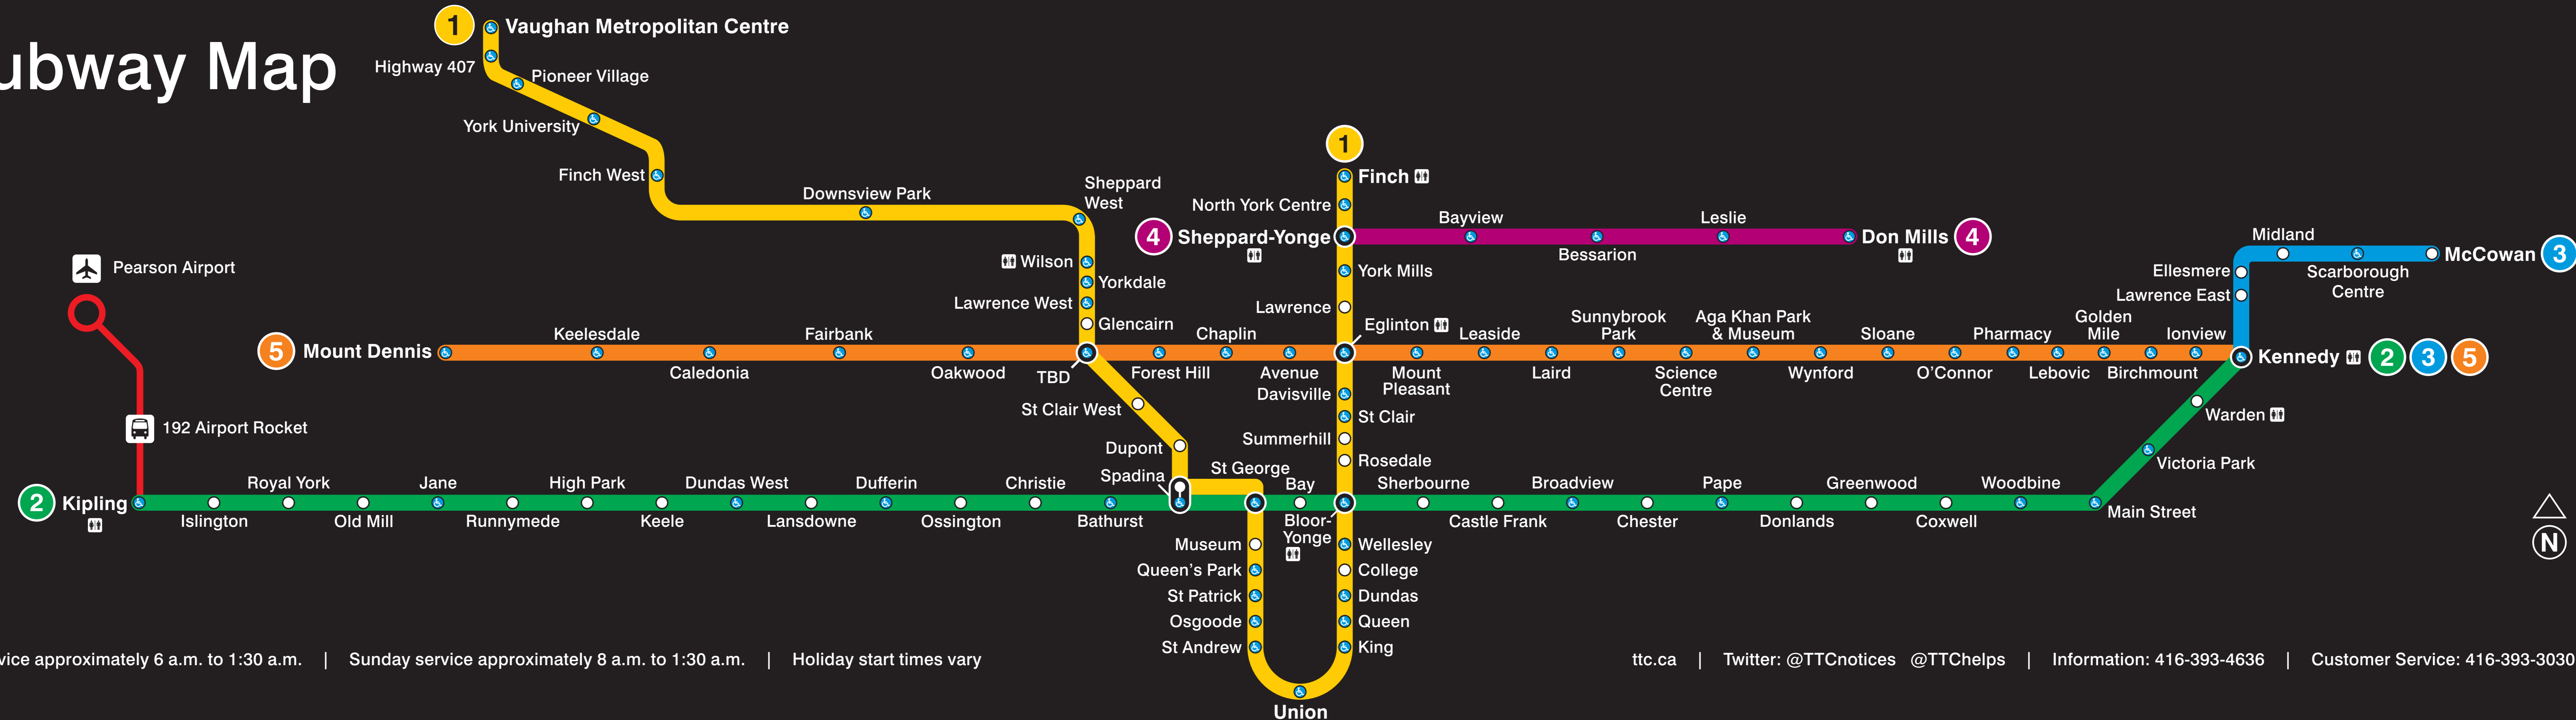 ubway Map
1 Vaughan Metropolitan Centre
Highway 407
Pioneer Village
York University
Finch West
Downsview Park
Sheppard
West
1
Finch
North York Centre
4 Sheppard-Yonge
Bayview
Bessarion
Leslie
Don Mills 4
Wilson
Yorkdale
Lawrence West
Glencairn
York Mills
Lawrence
Eglinton
Midland
McCowan 3
Scarborough
Centre
Ellesmere
Lawrence East
Pearson Airport
192 Airport Rocket
5 Mount Dennis
Keelesdale
Caledonia
Fairbank
Oakwood
TBD
Forest Hill
Chaplin
Avenue
Mount
Pleasant
Leaside
Laird
Sunnybrook
Park
Science
Centre
Aga Khan Park
& Museum
Wynford
Sloane
O'Connor
Pharmacy
Lebovic
Golden
Mile
Birchmount
Ionview
Kennedy 2 3 5
Davisville
St Clair
Summerhill
Rosedale
St Clair West
Dupont
Spadina
St George
Bay
Bloor-
Yonge
Warden
Victoria Park
Main Street
2 Kipling
Islington
Royal York
Old Mill
Jane
Runnymede
High Park
Keele
Dundas West
Lansdowne
Dufferin
Ossington
Christie
Bathurst
Sherbourne
Castle Frank
Broadview
Chester
Pape
Donlands
Greenwood
Coxwell
Woodbine
Museum
Queen's Park
St Patrick
Osgoode
St Andrew
Wellesley
College
Dundas
Queen
King
Union
N
vice approximately 6 a.m. to 1:30 a.m. | Sunday service approximately 8 a.m. to 1:30 a.m. | Holiday start times vary
ttc.ca | Twitter: @TTCnotices @TTChelps | Information: 416-393-4636 | Customer Service: 416-393-3030